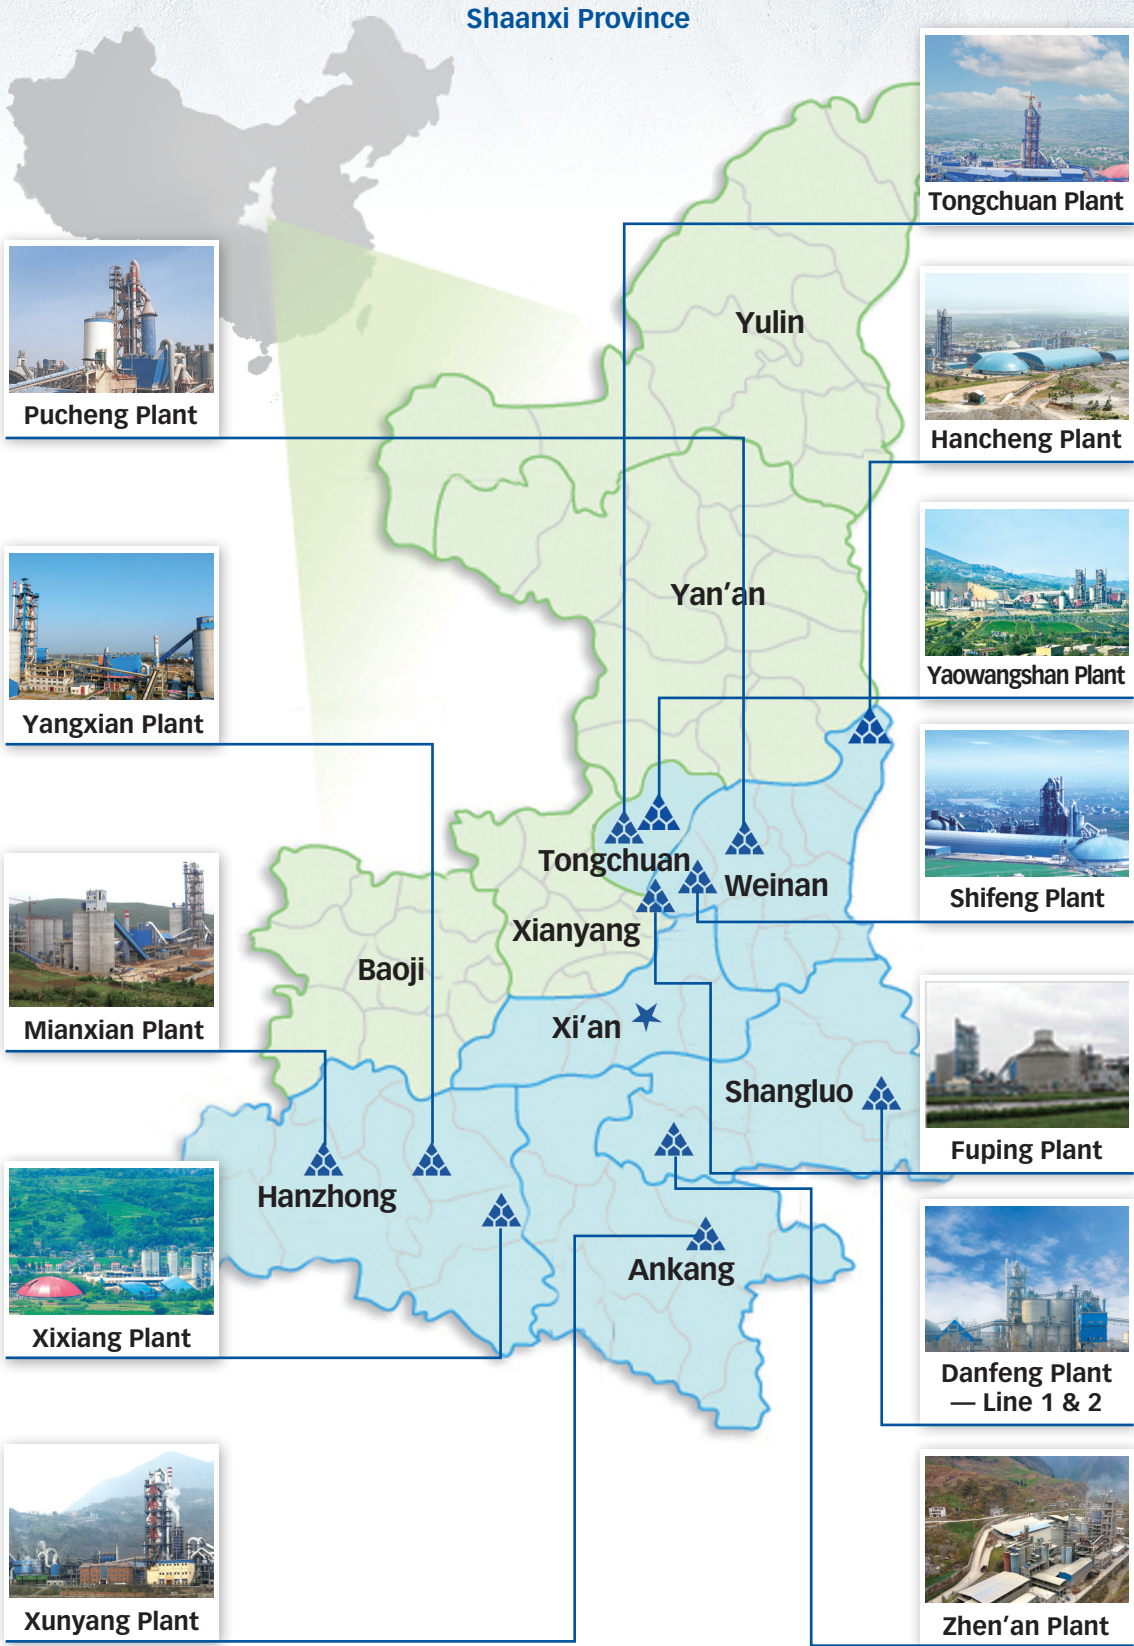 Shaanxi Province
Tongchuan Plant
Pucheng Plant
Hancheng Plant
Yangxian Plant
Yaowangshan Plant
Mianxian Plant
Shifeng Plant
Xixiang Plant
Fuping Plant
Xunyang Plant
Danfeng Plant
— Line 1 & 2
Zhen’an Plant
Yulin
Yan’an
Tongchuan
Weinan
Xianyang
Baoji
Xi’an
Shangluo
Hanzhong
Ankang